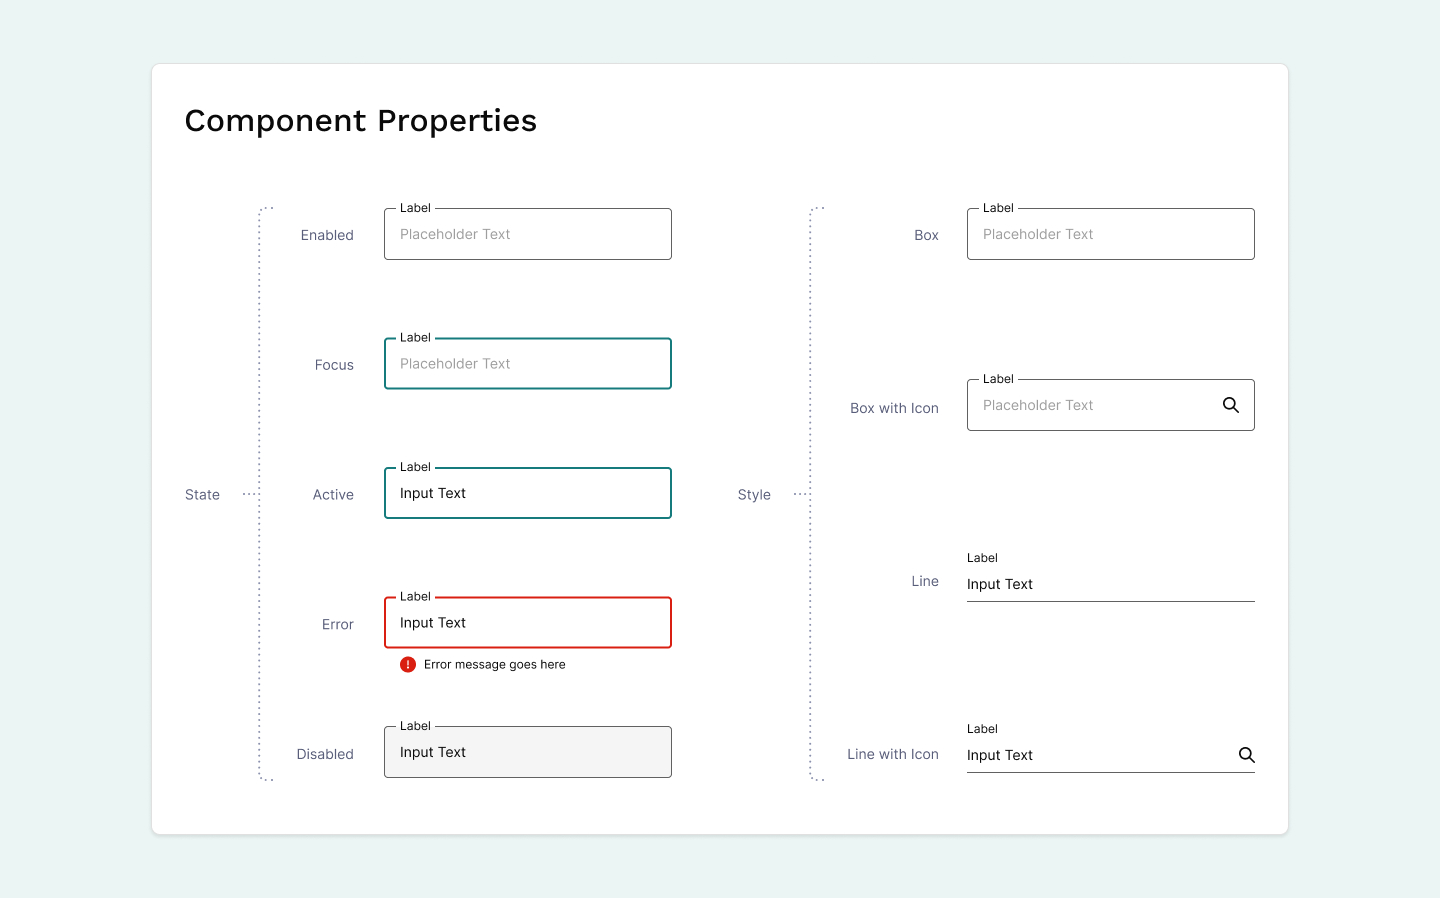 Component Properties
State
Enabled
Label
Placeholder Text
Focus
Label
Placeholder Text
Active
Label
Input Text
Error
Label
Input Text
Error message goes here
Disabled
Label
Input Text
Style
Box
Label
Placeholder Text
Box with Icon
Label
Placeholder Text
Line
Label
Input Text
Line with Icon
Label
Input Text